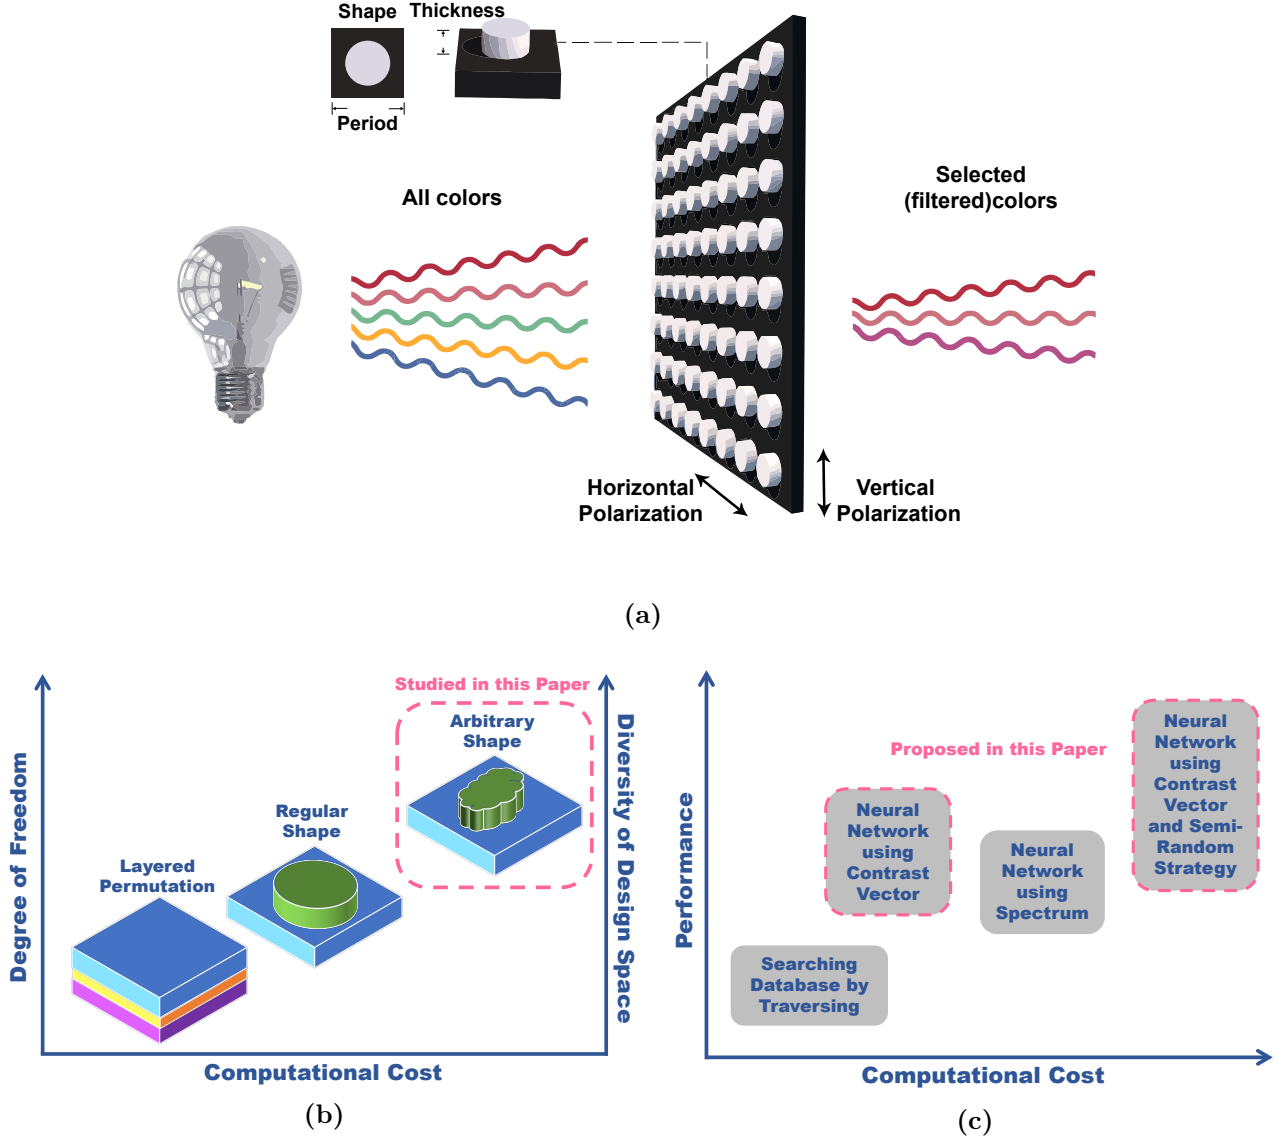 Shape
Thickness
Period
All colors
Selected
(filtered)colors
Horizontal
Polarization
Vertical
Polarization
(a)
Studied in this Paper
Arbitrary
Shape
Regular
Shape
Layered
Permutation
Degree of Freedom
Diversity of Design Space
Computational Cost
(b)
Proposed in this Paper
Neural
Network
using
Contrast
Vector
and Semi-
Random
Strategy
Neural
Network
using
Contrast
Vector
Neural
Network
using
Spectrum
Searching
Database by
Traversing
Performance
Computational Cost
(c)